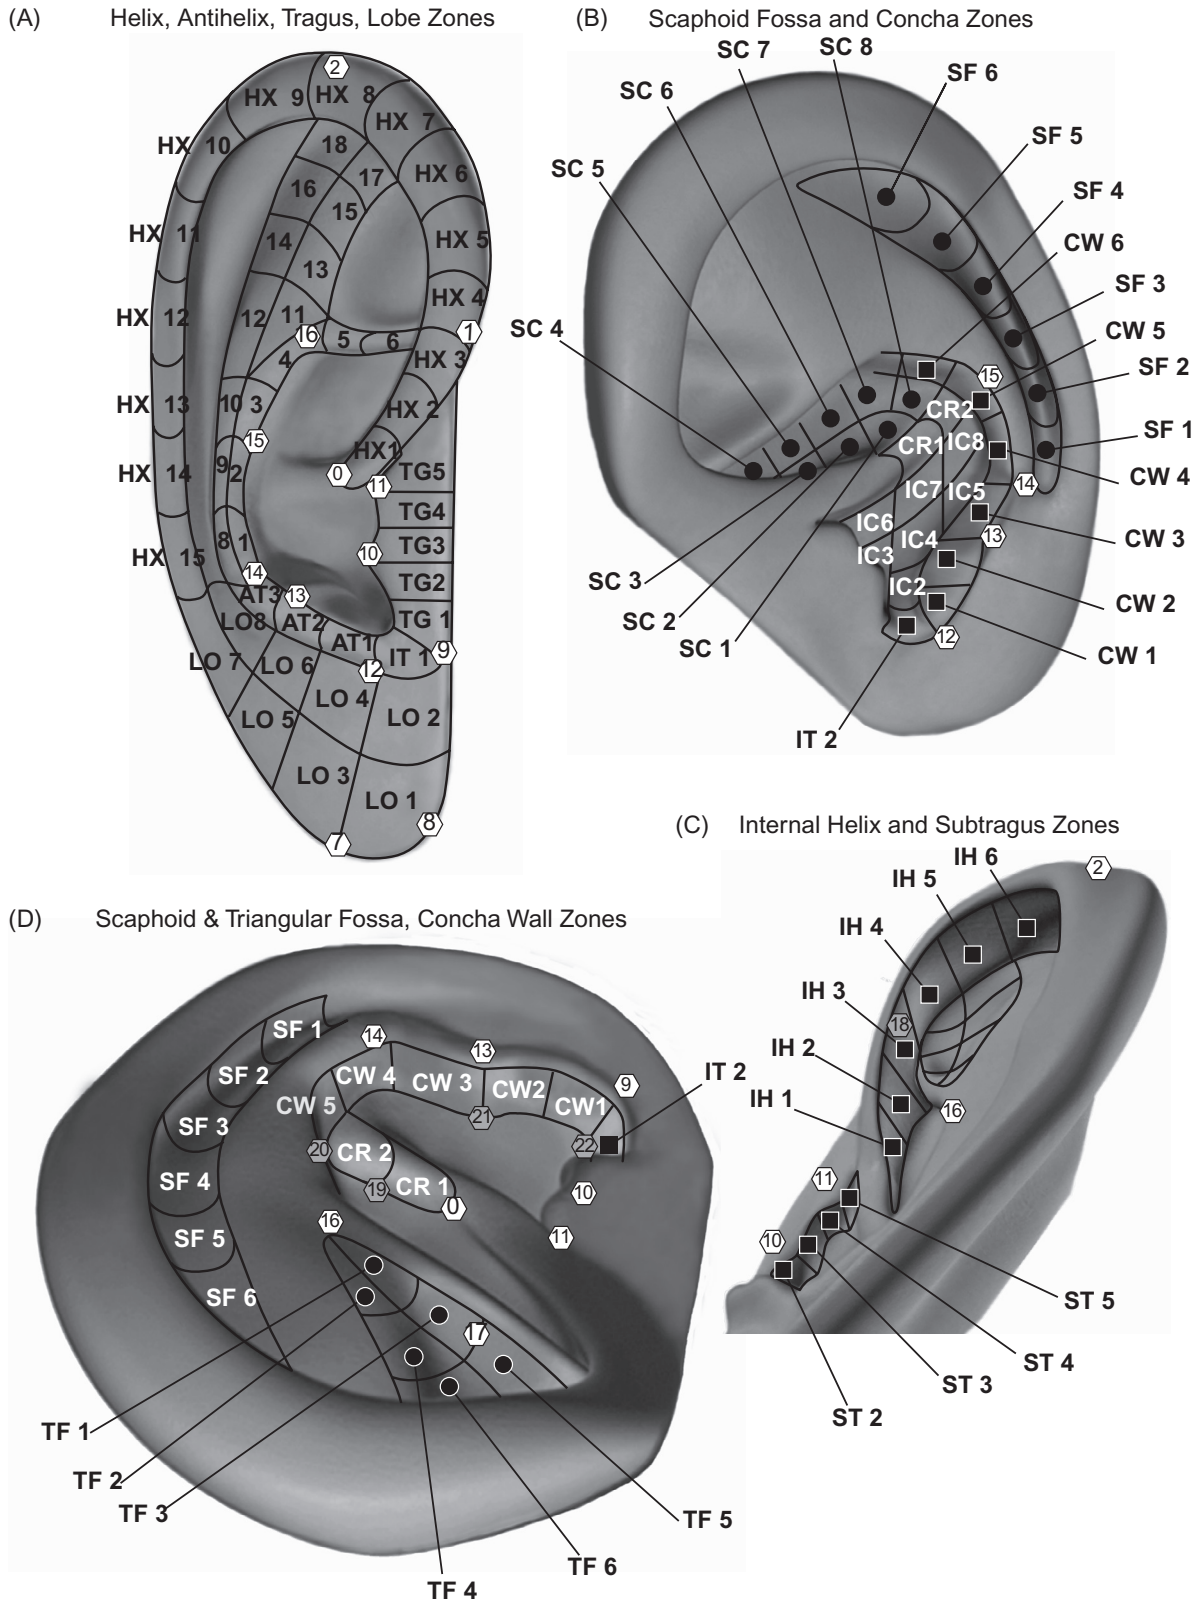 (A) Helix, Antihelix, Tragus, Lobe Zones
2
HX 9 HX 8
HX 7
HX 10 18
17
HX 6
16
15
HX 11
14
HX 5
13
HX 4
HX 12 12 11
16 5 6 1
4 HX 3
HX 13 10 3
HX 2
15
HX1
HX 14 9 2 0 TG5
11
TG4
8 1 TG3
10
HX 15
14 TG2
AT3 13
LO8 AT2 TG 1
AT1
LO 7 LO 6 12 IT 1 9
LO 4
LO 5 LO 2
LO 3
LO 1
7 8
(B) Scaphoid Fossa and Concha Zones
SC 7 SC 8
SF 6
SC 6
SF 5
SC 5
SF 4
CW 6
SF 3
SC 4
CW 5
15
SF 2
CR2
SF 1
CR1 IC8
CW 4
14
IC7 IC5
IC6
13
CW 3
IC4
IC3
SC 3
IC2
CW 2
SC 2
12
SC 1
CW 1
IT 2
(C) Internal Helix and Subtragus Zones
IH 6
2
IH 5
IH 4
IH 3
18
IH 2
IH 1
16
11
10
ST 5
ST 4
ST 3
ST 2
(D) Scaphoid & Triangular Fossa, Concha Wall Zones
SF 1
14
13
SF 2
CW 4 CW 3 CW2 9 IT 2
CW 5 CW1
SF 3
21
20 CR 2 22
SF 4
19 CR 1 10
0
16
SF 5
11
SF 6
17
TF 1
TF 2
TF 3
TF 5
TF 6
TF 4